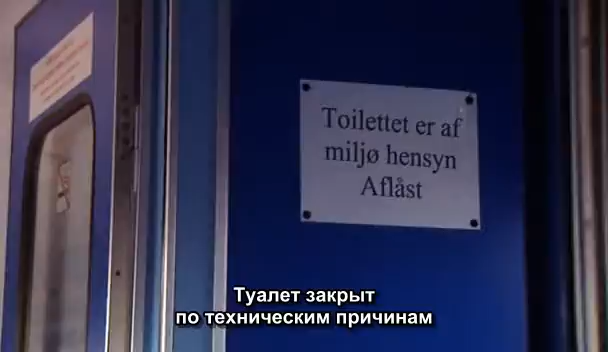 Toilettet er af
miljø hensyn
Aflåst
Туалет закрыт
по техническим причинам